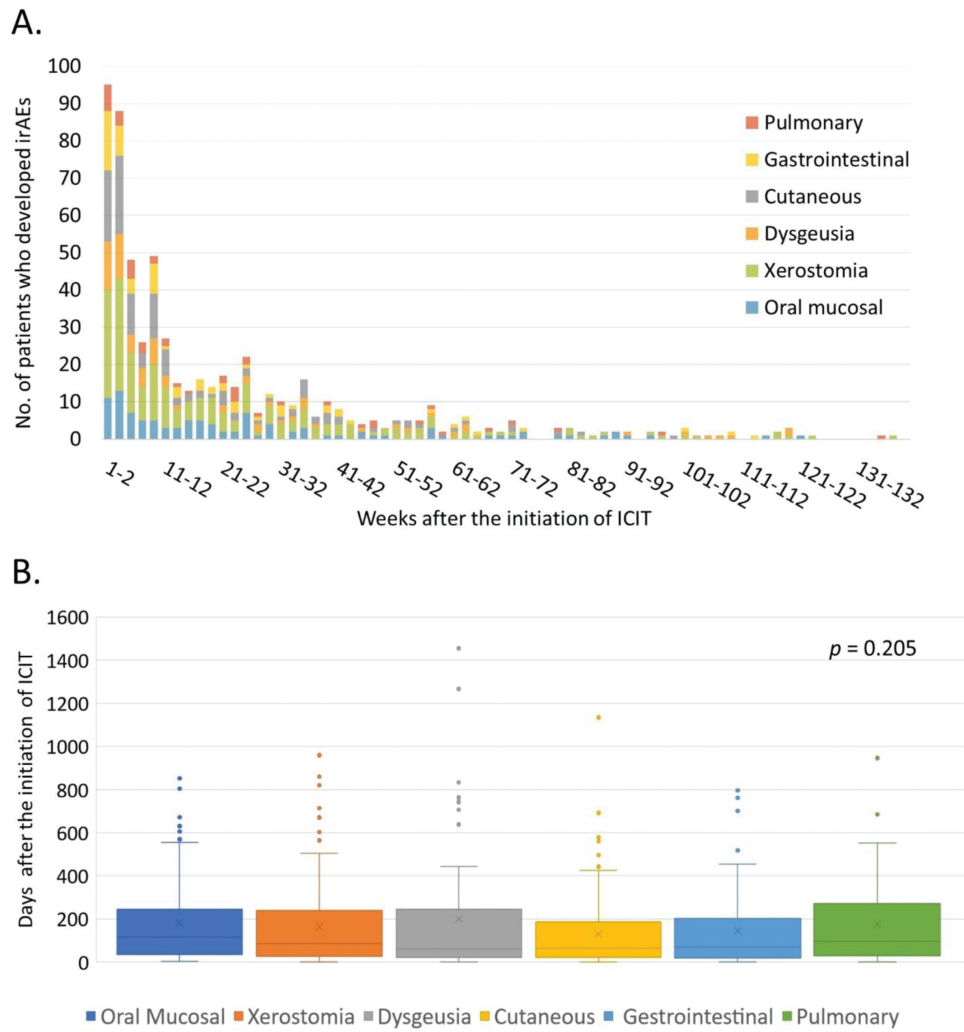 A.
No. of patients who developed irAEs
100
90
80
70
60
50
40
30
20
10
0
Pulmonary
Gastrointestinal
Cutaneous
Dysgeusia
Xerostomia
Oral mucosal
1-2
11-12
21-22
31-32
41-42
51-52
61-62
71-72
81-82
91-92
101-102
111-112
121-122
131-132
Weeks after the initiation of ICIT
B.
Days after the initiation of ICIT
1600
1400
1200
1000
800
600
400
200
0
p = 0.205
Oral Mucosal Xerostomia Dysgeusia Cutaneous Gestrointestinal Pulmonary